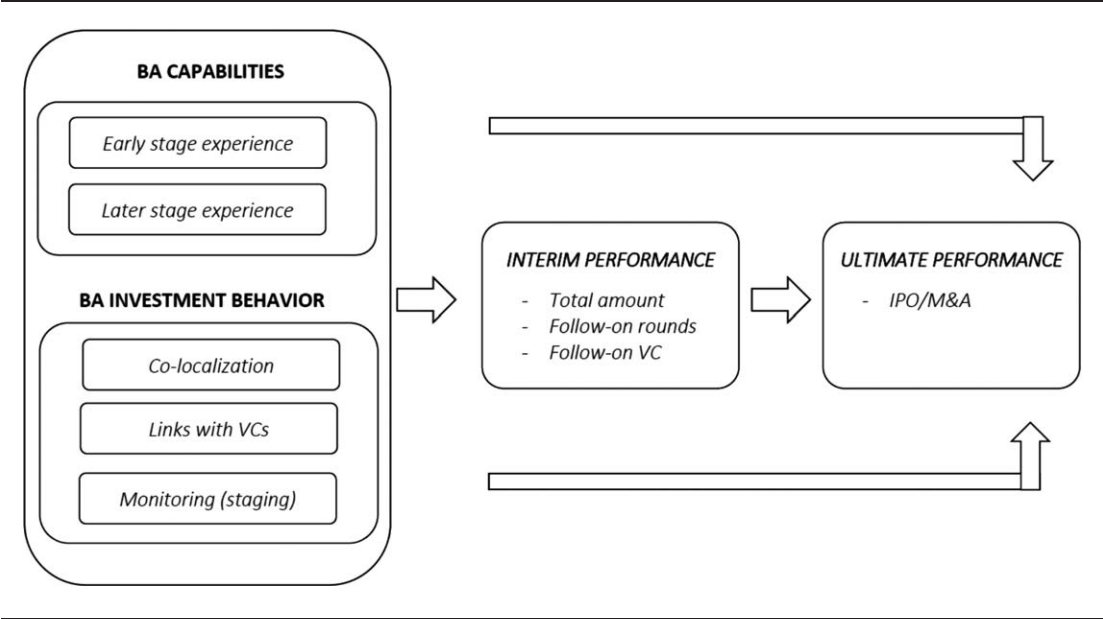 BA CAPABILITIES
Early stage experience
Later stage experience
BA INVESTMENT BEHAVIOR
Co-localization
Links with VCs
Monitoring (staging)
INTERIM PERFORMANCE
- Total amount
- Follow-on rounds
- Follow-on VC
ULTIMATE PERFORMANCE
- IPO/M&A